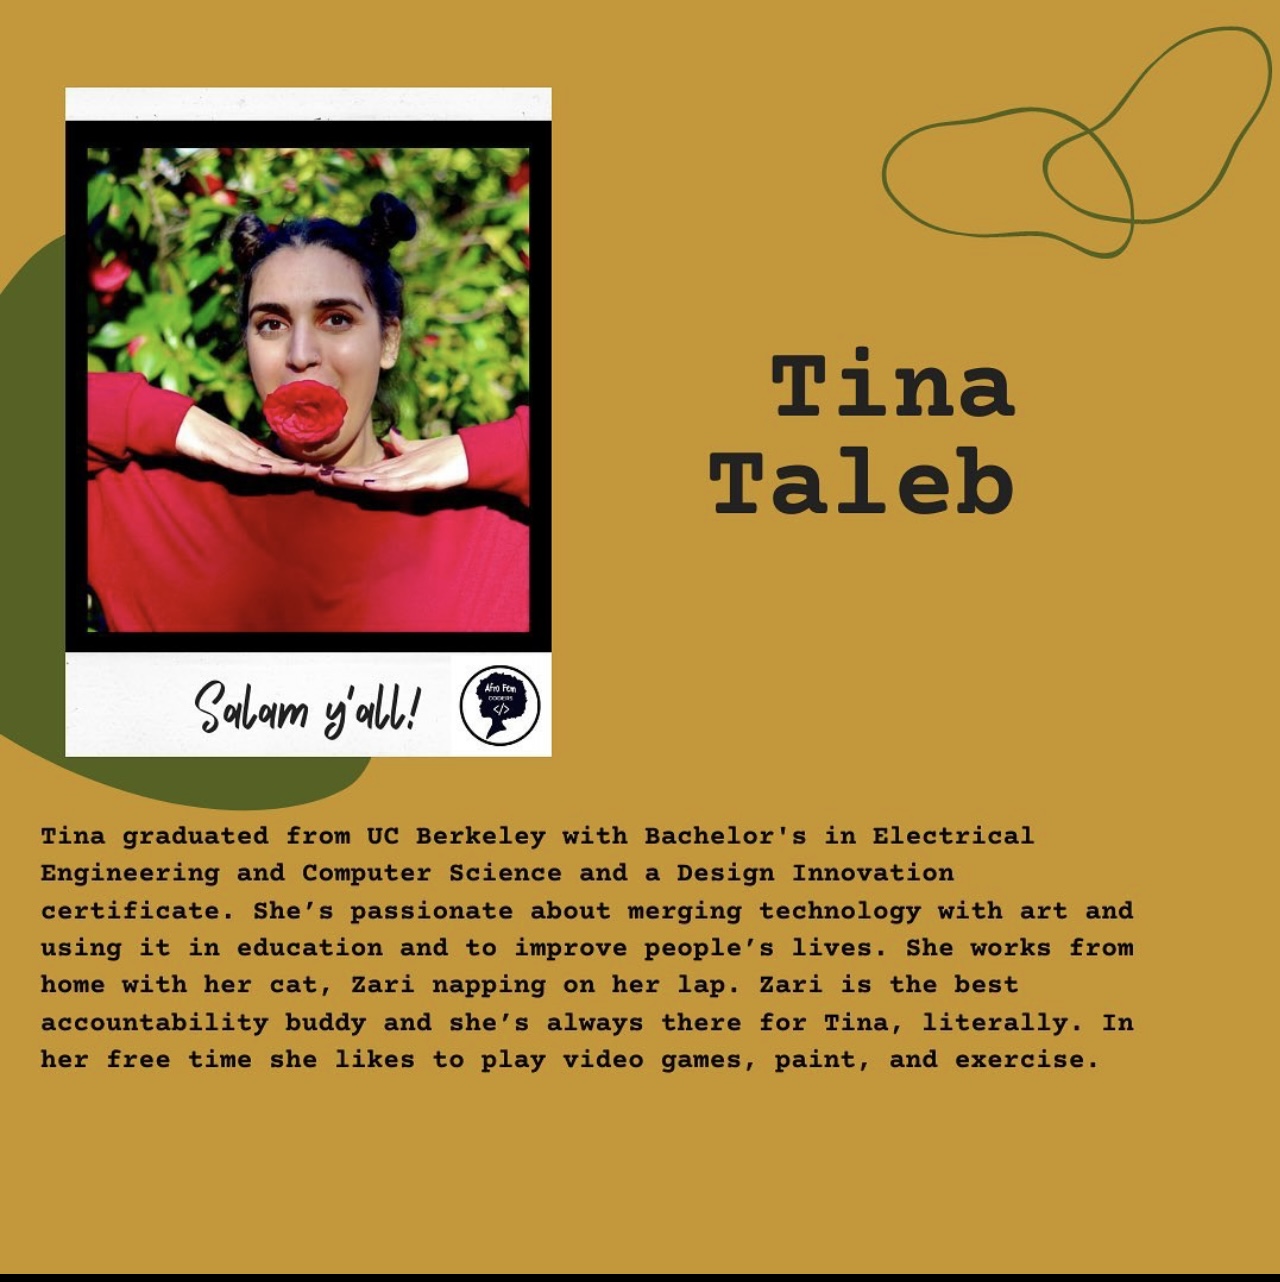 Tina
Taleb
Salam y'all!
Afro Fem
CODERS
</>
Tina graduated from UC Berkeley with Bachelor's in Electrical
Engineering and Computer Science and a Design Innovation
certificate. She’s passionate about merging technology with art and
using it in education and to improve people’s lives. She works from
home with her cat, Zari napping on her lap. Zari is the best
accountability buddy and she’s always there for Tina, literally. In
her free time she likes to play video games, paint, and exercise.